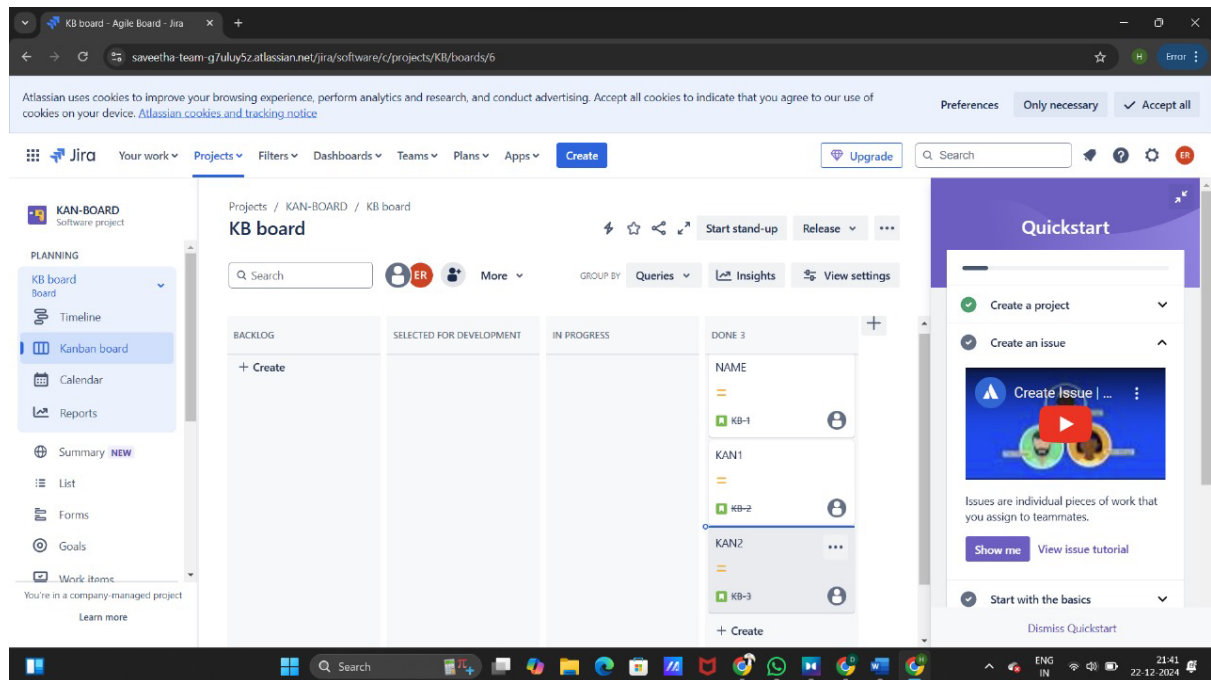 KB board - Agile Board - Jira
saveetha-team-g7uluy5z.atlassian.net/jira/software/c/projects/KB/boards/6
H
Error
Atlassian uses cookies to improve your browsing experience, perform analytics and research, and conduct advertising. Accept all cookies to indicate that you agree to our use of
cookies on your device. Atlassian cookies and tracking notice
Preferences
Only necessary
Accept all
Jira
Your work
Projects
Filters
Dashboards
Teams
Plans
Apps
Create
Upgrade
Search
ER
KAN-BOARD
Software project
PLANNING
KB board
Board
Timeline
Kanban board
Calendar
Reports
Summary NEW
List
Forms
Goals
Work items
You're in a company-managed project
Learn more
Projects / KAN-BOARD / KB board
KB board
Start stand-up
Release
Search
ER
More
GROUP BY
Queries
Insights
View settings
BACKLOG
SELECTED FOR DEVELOPMENT
IN PROGRESS
DONE 3
+ Create
NAME
KB-1
KAN1
KB-2
KAN2
KB-3
+ Create
Quickstart
Create a project
Create an issue
Create Issue | ...
Issues are individual pieces of work that
you assign to teammates.
Show me
View issue tutorial
Start with the basics
Dismiss Quickstart
Search
ENG
IN
21:41
22-12-2024